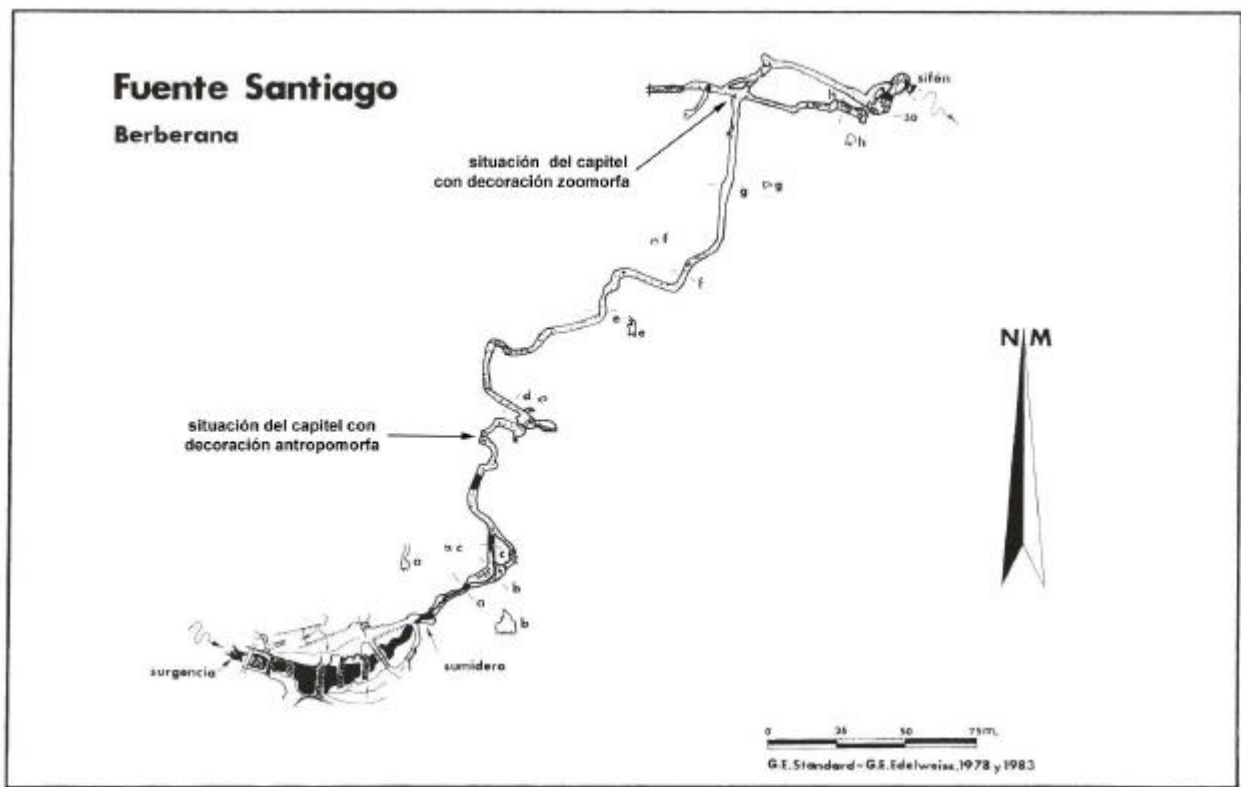 Fuente Santiago
Berberana
sifón
30
h
h
situación del capitel
con decoración zoomorfa
g
g
f
f
e
e
d
situación del capitel con
decoración antropomorfa
N M
c
c
a
b
a
b
surgencia
sumidero
0 25 50 75m.
G.E.Standard-G.E.Edelweiss,1978 y 1983